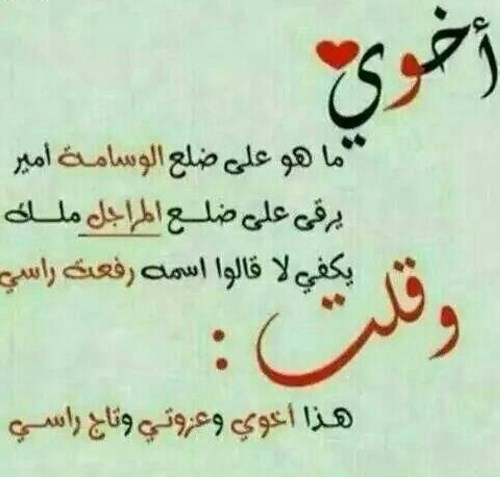 أخوي
ما هو على ضلع الوسامة أمير
يرقى على ضلع المراجل ملك
يكفي لا قالوا اسمه رفعت راسي
وقلت :
هذا أخوي وعزوتي وتاج راسي